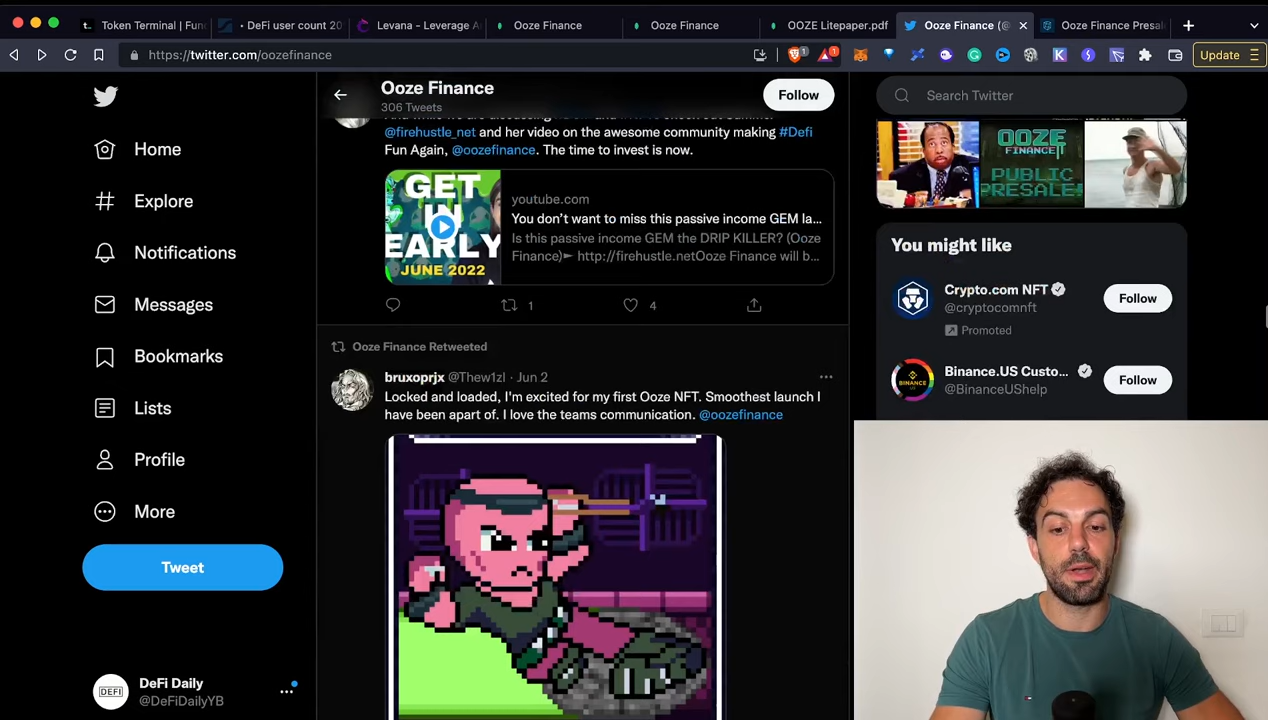 Token Terminal | Fun
DeFi user count 20
Levana - Leverage A
Ooze Finance
Ooze Finance
OOZE Litepaper.pdf
Ooze Finance (@
Ooze Finance Presal
https://twitter.com/oozefinance
1
1
Update
Ooze Finance
306 Tweets
Follow
Search Twitter
Home
Explore
Notifications
Messages
Bookmarks
Lists
Profile
More
Tweet
DeFi Daily
@DeFiDailyYB
DEFI
@firehustle_net and her video on the awesome community making #Defi
Fun Again, @oozefinance. The time to invest is now.
GET
IN
EARLY
JUNE 2022
youtube.com
You don't want to miss this passive income GEM la...
Is this passive income GEM the DRIP KILLER? (Ooze
Finance)► http://firehustle.netOoze Finance will b...
1
4
Ooze Finance Retweeted
bruxoprjx @Thew1zl · Jun 2
Locked and loaded, I'm excited for my first Ooze NFT. Smoothest launch I
have been apart of. I love the teams communication. @oozefinance
OOZE
FINANCE
PUBLIC
PRESALE
You might like
Crypto.com NFT
@cryptocomnft
Promoted
Follow
Binance.US Custo...
@BinanceUShelp
Follow
BINANCE